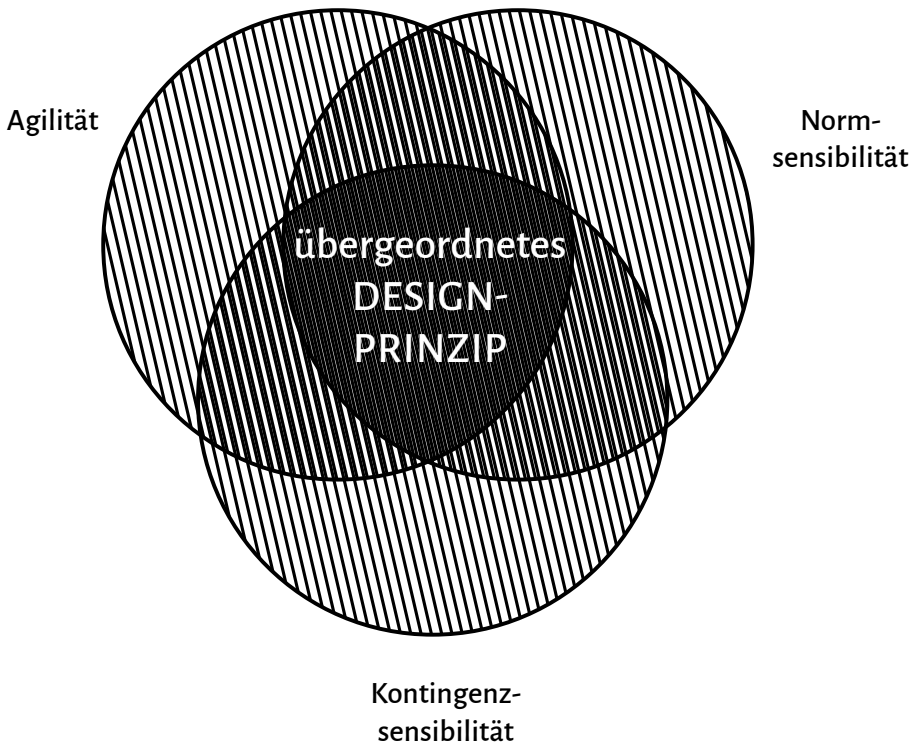 Agilität
Norm-
sensibilität
übergeordnetes
DESIGN-
PRINZIP
Kontingenz-
sensibilität